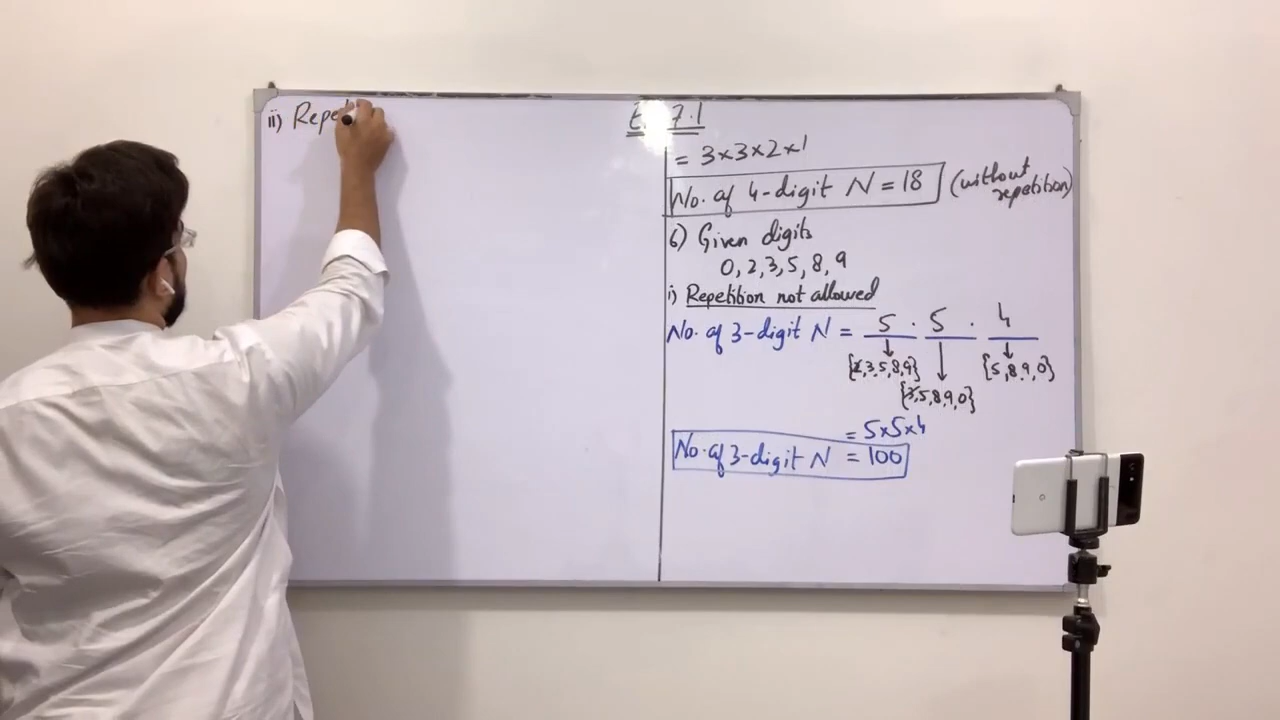 ii) Repe
7.1
= 3×3×2×1
No. of 4-digit N = 18 (without repetition)
6) Given digits
0, 2, 3, 5, 8, 9
i) Repetition not allowed
No. of 3-digit N = 5 . 5 . 4
{2,3,5,8,9} {5,8,9,0}
{3,5,8,9,0}
= 5×5×4
No. of 3-digit N = 100